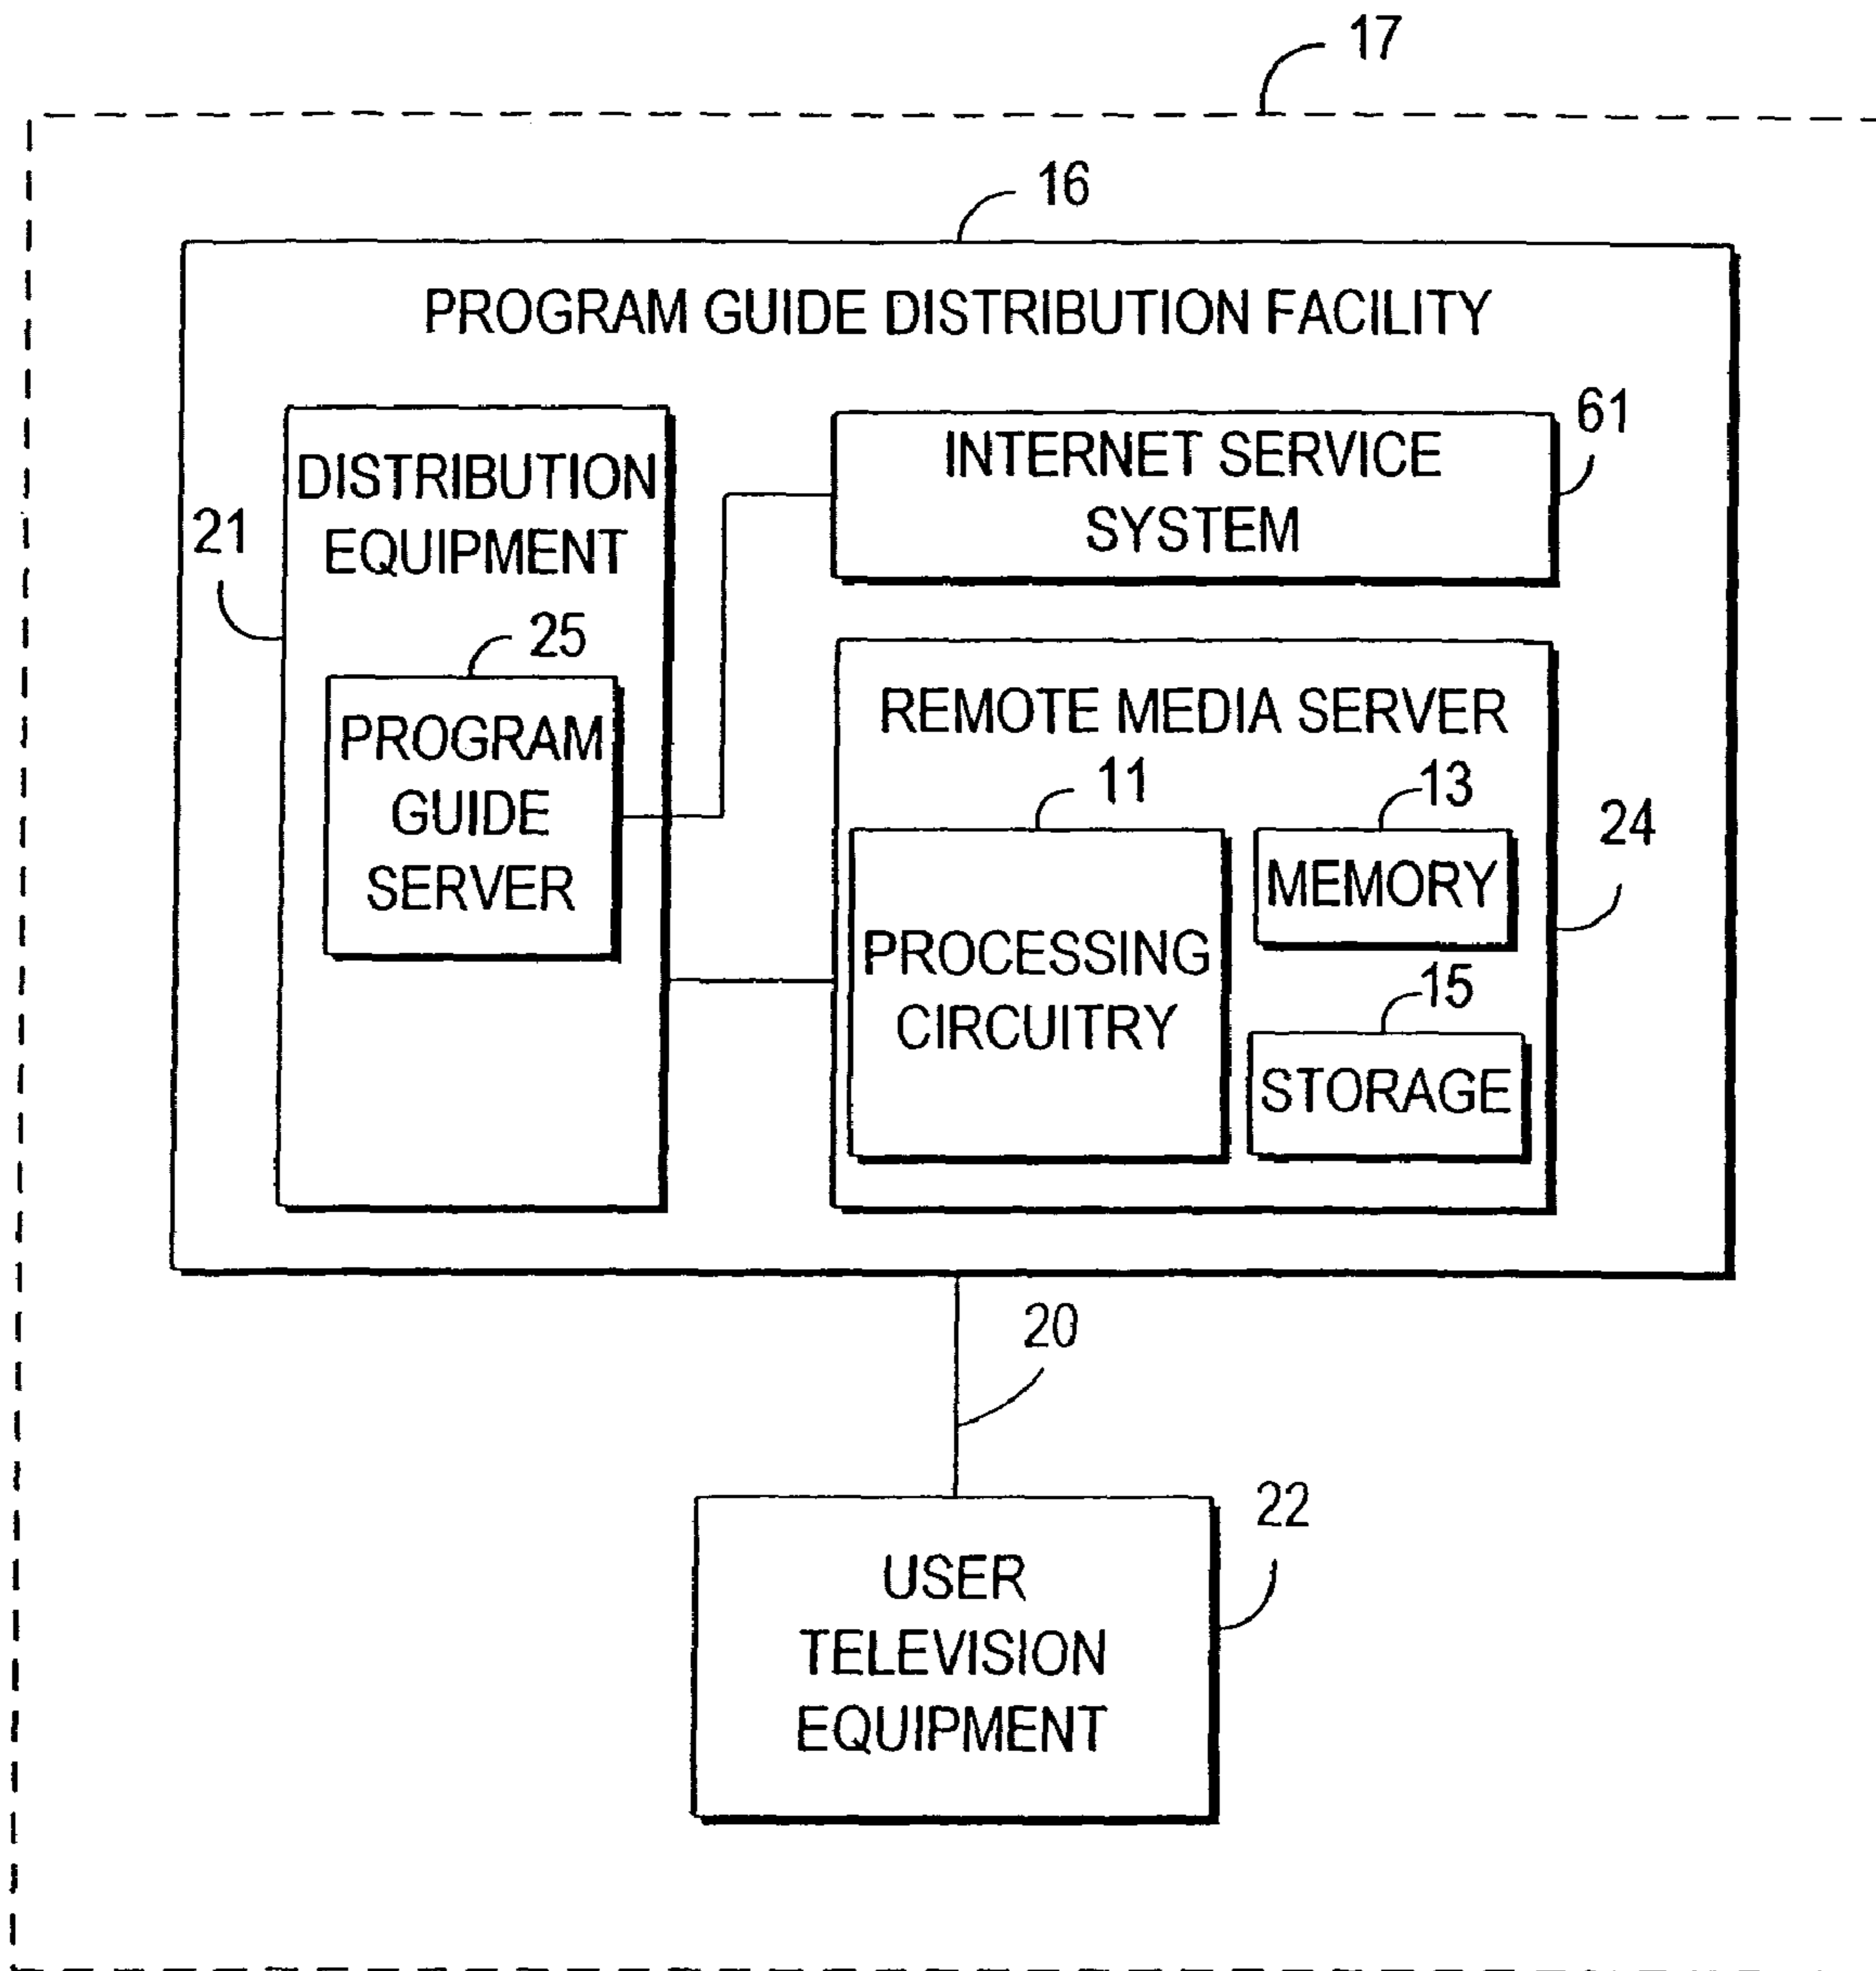 17
16
PROGRAM GUIDE DISTRIBUTION FACILITY
61
INTERNET SERVICE
SYSTEM
DISTRIBUTION
EQUIPMENT
21
25
PROGRAM
GUIDE
SERVER
REMOTE MEDIA SERVER
11
13
24
MEMORY
PROCESSING
CIRCUITRY
15
STORAGE
20
22
USER
TELEVISION
EQUIPMENT